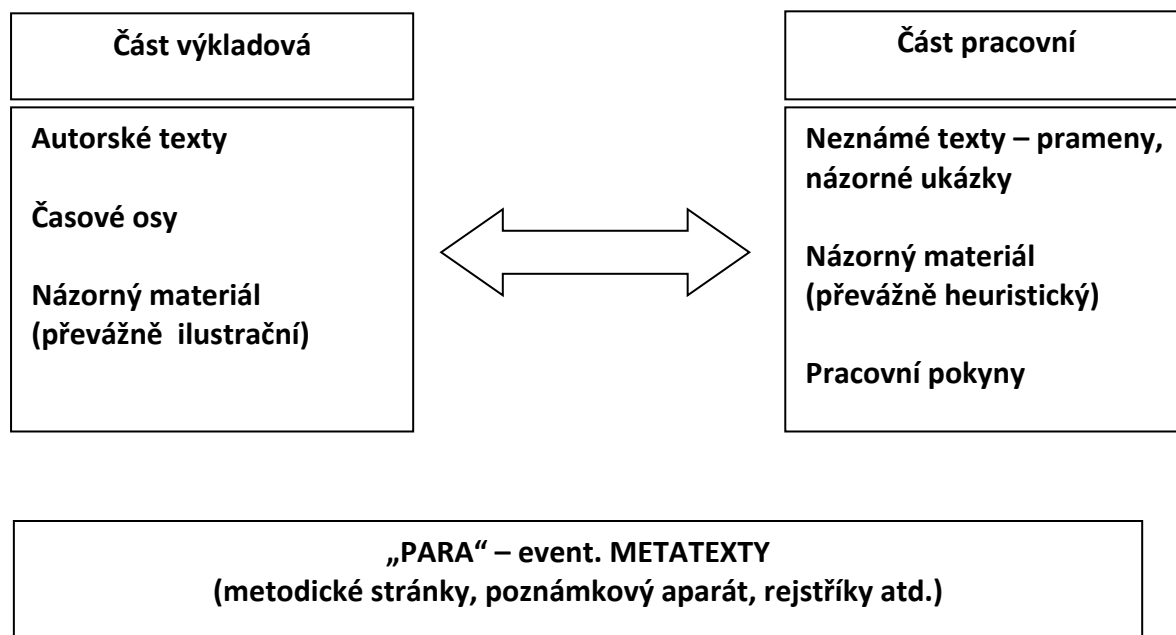 Část výkladová
Autorské texty
Časové osy
Názorný materiál
(převážně  ilustrační)
Část pracovní
Neznámé texty – prameny,
názorné ukázky
Názorný materiál
(převážně heuristický)
Pracovní pokyny
„PARA“ – event. METATEXTY
(metodické stránky, poznámkový aparát, rejstříky atd.)